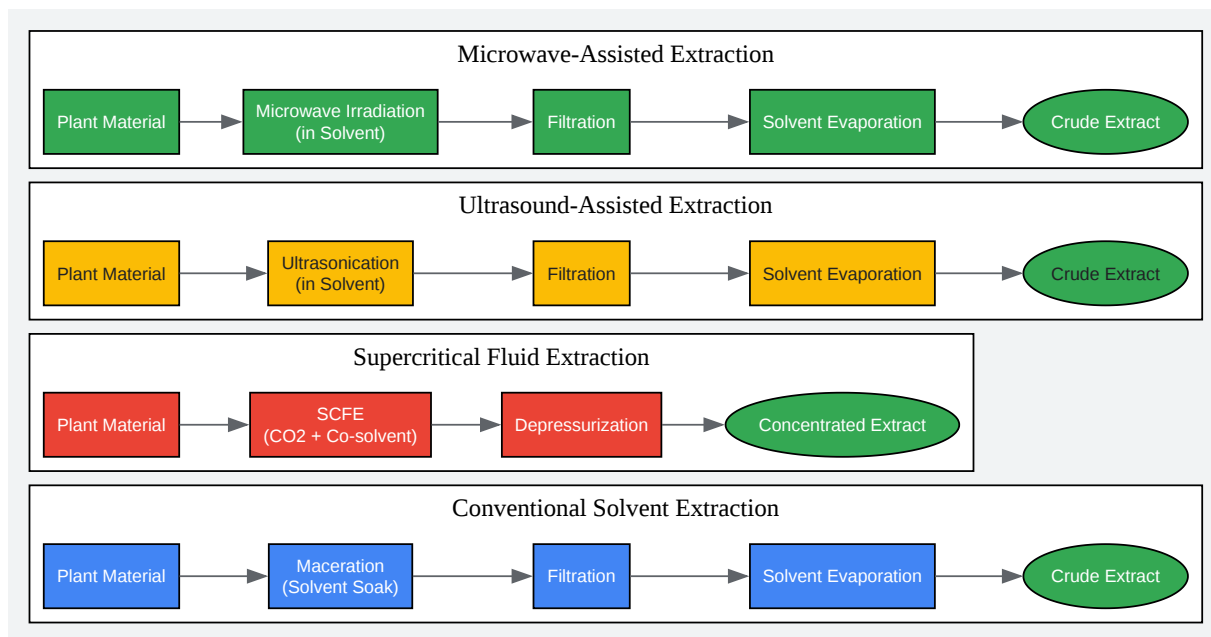 Microwave-Assisted Extraction
Plant Material
Microwave Irradiation
(in Solvent)
Filtration
Solvent Evaporation
Crude Extract
Ultrasound-Assisted Extraction
Plant Material
Ultrasonication
(in Solvent)
Filtration
Solvent Evaporation
Crude Extract
Supercritical Fluid Extraction
Plant Material
SCFE
(CO2 + Co-solvent)
Depressurization
Concentrated Extract
Conventional Solvent Extraction
Plant Material
Maceration
(Solvent Soak)
Filtration
Solvent Evaporation
Crude Extract